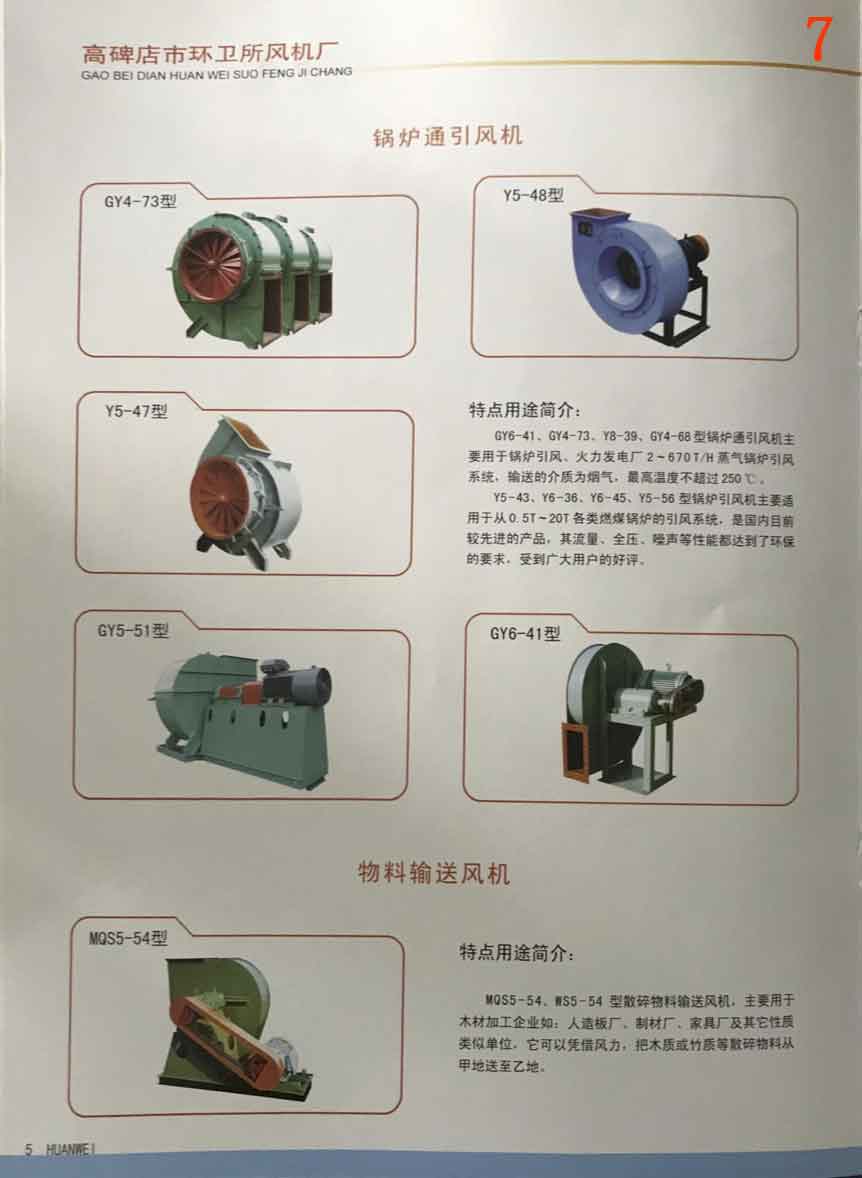 7
高碑店市环卫所风机厂
GAO BEI DIAN HUAN WEI SUO FENG JI CHANG
锅炉通引风机
GY4-73型
Y5-48型
Y5-47型
特点用途简介：
GY6-41、GY4-73、Y8-39、GY4-68型锅炉通引风机主
要用于锅炉引风、火力发电厂2~670T/H蒸气锅炉引风
系统，输送的介质为烟气，最高温度不超过250℃。
Y5-43、Y6-36、Y6-45、Y5-56型锅炉引风机主要适
用于从0.5T~20T各类燃煤锅炉的引风系统，是国内目前
较先进的产品，其流量、全压、噪声等性能都达到了环保
的要求，受到广大用户的好评。
GY5-51型
GY6-41型
物料输送风机
MQS5-54型
特点用途简介：
MQS5-54、WS5-54 型散碎物料输送风机，主要用于
木材加工企业如：人造板厂、制材厂、家具厂及其它性质
类似单位，它可以凭借风力，把木质或竹质等散碎物料从
甲地送至乙地。
5 HUANWEI